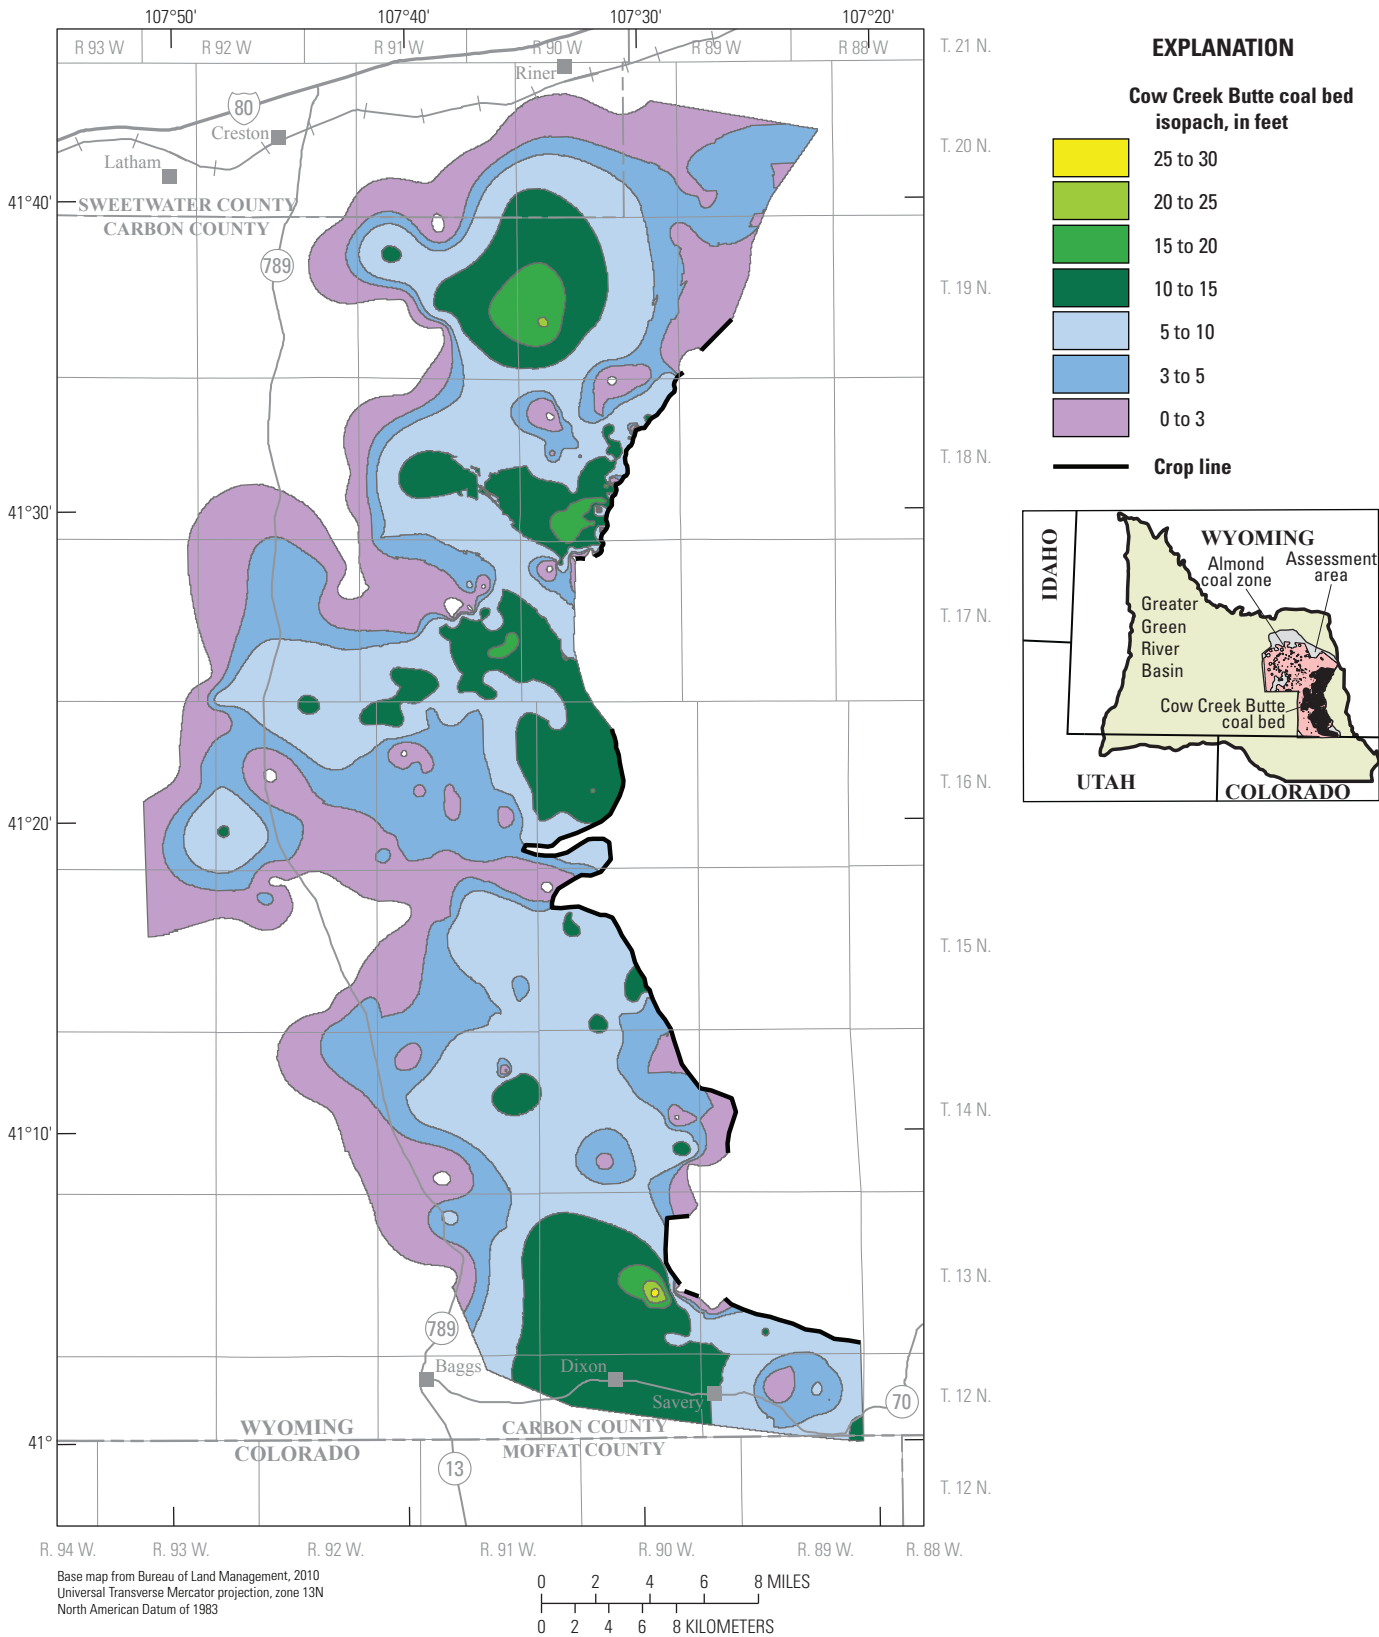 107°50'
107°40'
107°30'
107°20'
R 93 W
R 92 W
R 91 W
R 90 W
R 89 W
R 88 W
T. 21 N.
Riner
80
Creston
Latham
T. 20 N.
41°40'
SWEETWATER COUNTY
CARBON COUNTY
789
T. 19 N.
T. 18 N.
41°30'
T. 17 N.
T. 16 N.
41°20'
T. 15 N.
T. 14 N.
41°10'
T. 13 N.
789
Baggs
Dixon
Savery
T. 12 N.
70
WYOMING
COLORADO
CARBON COUNTY
MOFFAT COUNTY
41°
13
T. 12 N.
R. 94 W.
R. 93 W.
R. 92 W.
R. 91 W.
R. 90 W.
R. 89 W.
R. 88 W.
Base map from Bureau of Land Management, 2010
Universal Transverse Mercator projection, zone 13N
North American Datum of 1983
0 2 4 6 8 MILES
0 2 4 6 8 KILOMETERS
EXPLANATION
Cow Creek Butte coal bed
isopach, in feet
25 to 30
20 to 25
15 to 20
10 to 15
5 to 10
3 to 5
0 to 3
Crop line
IDAHO
WYOMING
Almond
coal zone
Assessment
area
Greater
Green
River
Basin
Cow Creek Butte
coal bed
UTAH
COLORADO